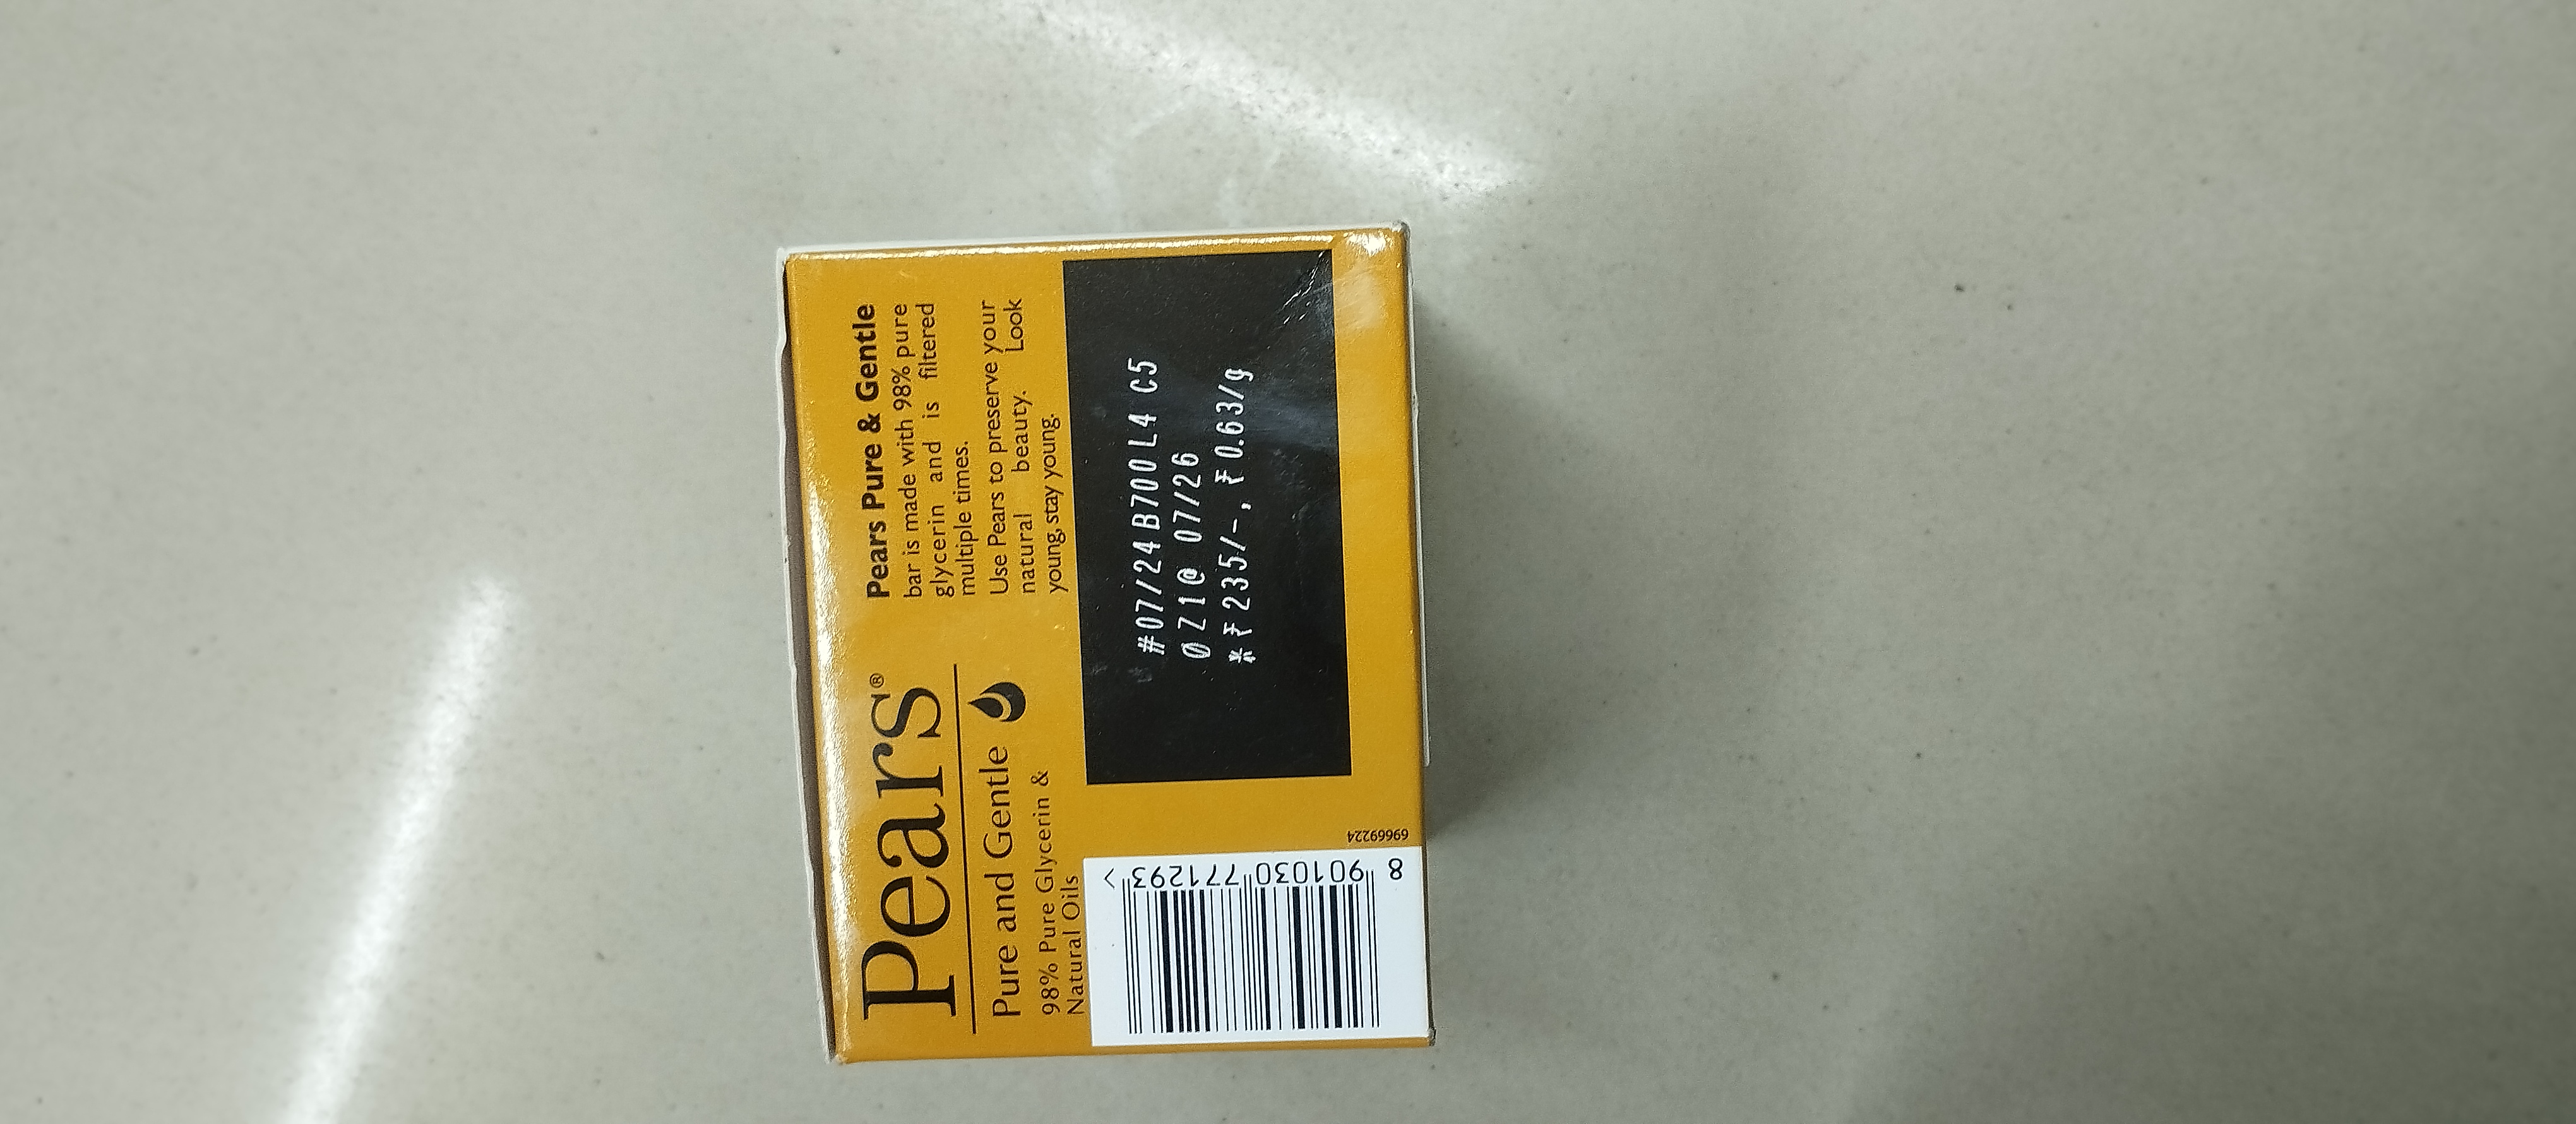 Pears®
Pure and Gentle
98% Pure Glycerin &
Natural Oils
Pears Pure & Gentle
bar is made with 98% pure
glycerin and is filtered
multiple times.
Use Pears to preserve your
natural beauty. Look
young, stay young.
#07/24 B700 L4 C5
0 Z1@ 07/26
*₹235/-, ₹0.63/g
69669224
8 901030 771293 >